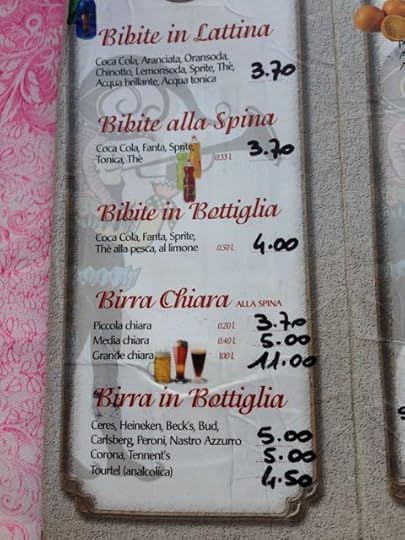 Bibite in Lattina
Coca Cola, Aranciata, Oransoda,
Chinotto, Lemonsoda, Sprite, Thè,
Acqua brillante, Acqua tonica 3.70
Bibite alla Spina
Coca Cola, Fanta, Sprite,
Tonica, Thè 0.33 L 3.70
Bibite in Bottiglia
Coca Cola, Fanta, Sprite,
Thè alla pesca, al limone 0.50 L 4.00
Birra Chiara ALLA SPINA
Piccola chiara 0.20 L 3.70
Media chiara 0.40 L 5.00
Grande chiara 1.00 L 11.00
Birra in Bottiglia
Ceres, Heineken, Beck's, Bud,
Carlsberg, Peroni, Nastro Azzurro 5.00
Corona, Tennent's 5.00
Tourtel (analcolica) 4.50